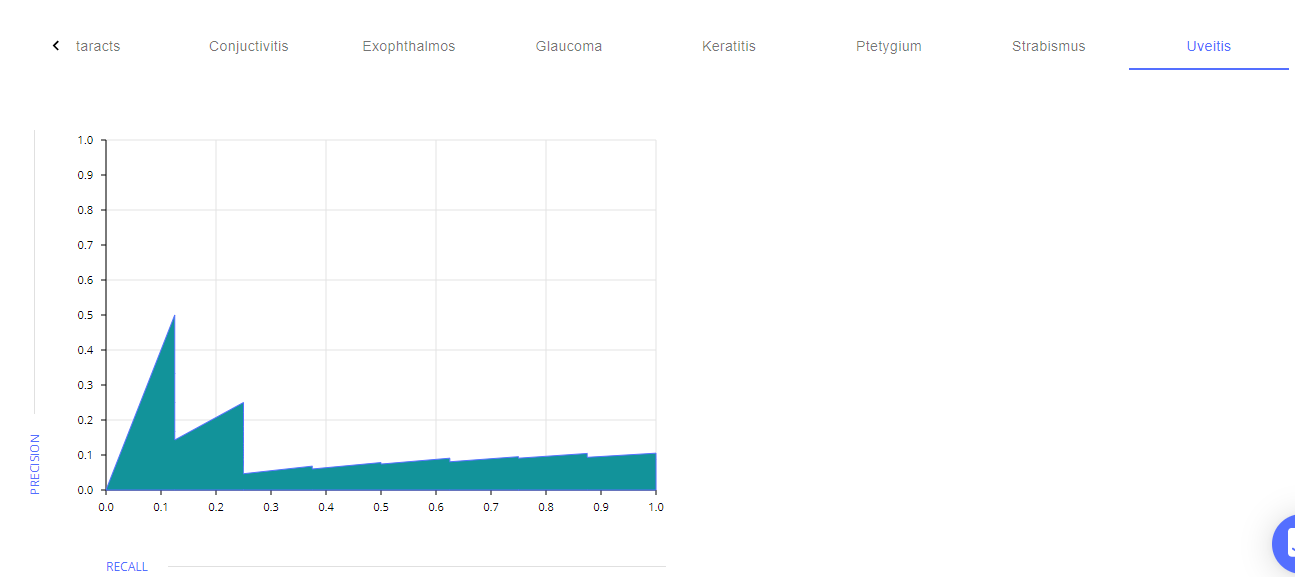 taracts Conjuctivitis Exophthalmos Glaucoma Keratitis Ptetygium Strabismus Uveitis
1.0
0.9
0.8
0.7
0.6
0.5
0.4
0.3
0.2
0.1
0.0
PRECISION
0.0 0.1 0.2 0.3 0.4 0.5 0.6 0.7 0.8 0.9 1.0
RECALL